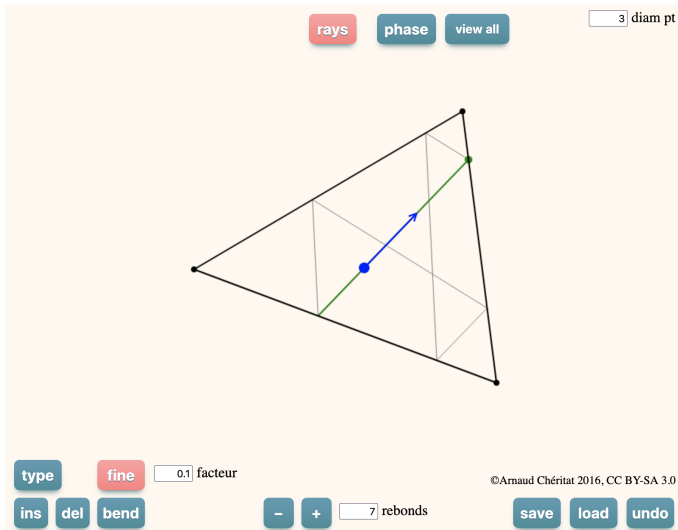 3 diam pt
rays phase view all
type fine 0.1 facteur
©Arnaud Chéritat 2016, CC BY-SA 3.0
ins del bend − + 7 rebonds save load undo